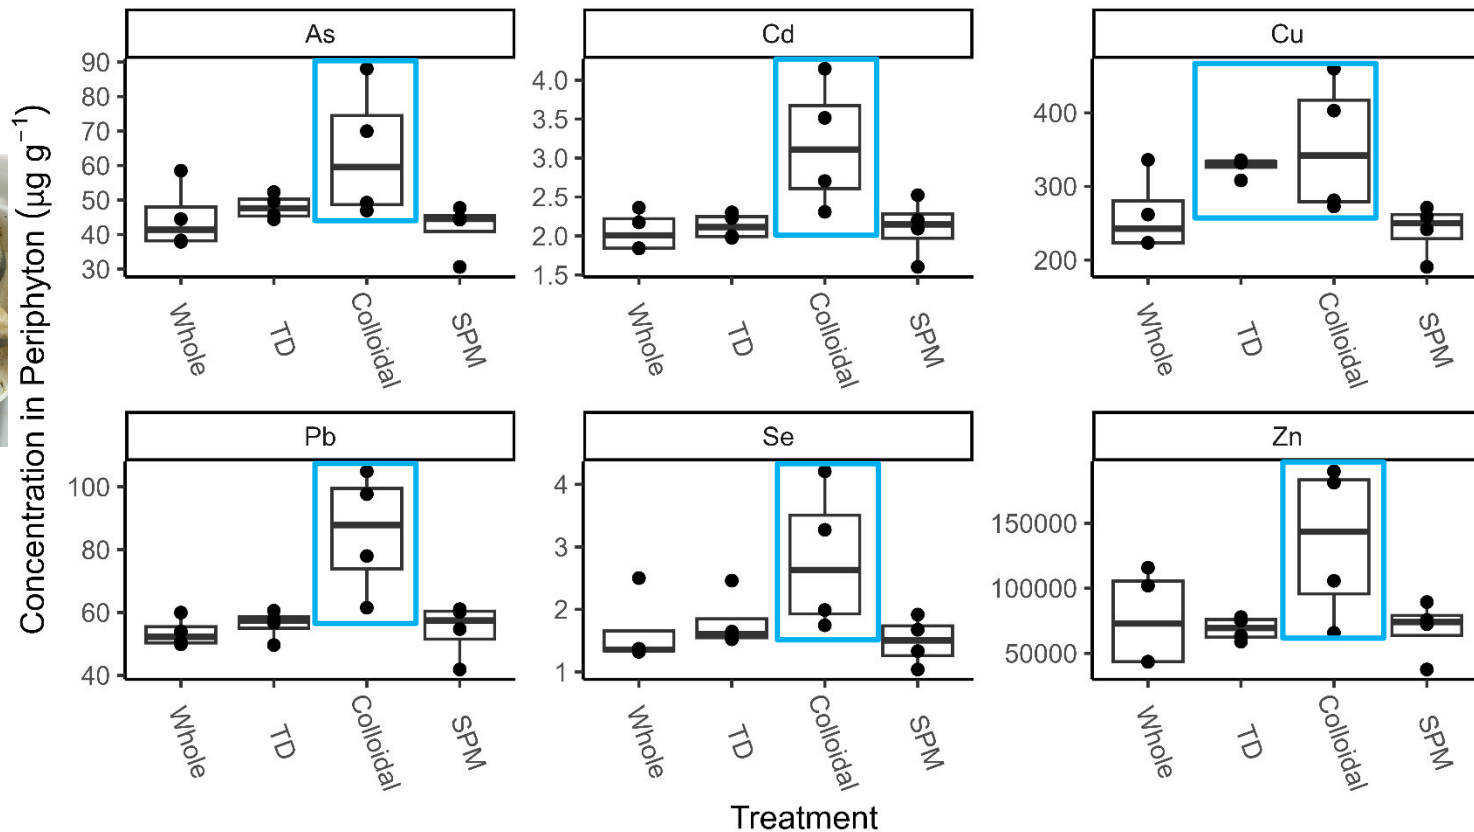 Concentration in Periphyton (µg g⁻¹)
As
90
80
70
60
50
40
30
Whole
TD
Colloidal
SPM
Cd
4.0
3.5
3.0
2.5
2.0
1.5
Whole
TD
Colloidal
SPM
Cu
400
300
200
Whole
TD
Colloidal
SPM
Pb
100
80
60
40
Whole
TD
Colloidal
SPM
Se
4
3
2
1
Whole
TD
Colloidal
SPM
Zn
150000
100000
50000
Whole
TD
Colloidal
SPM
Treatment